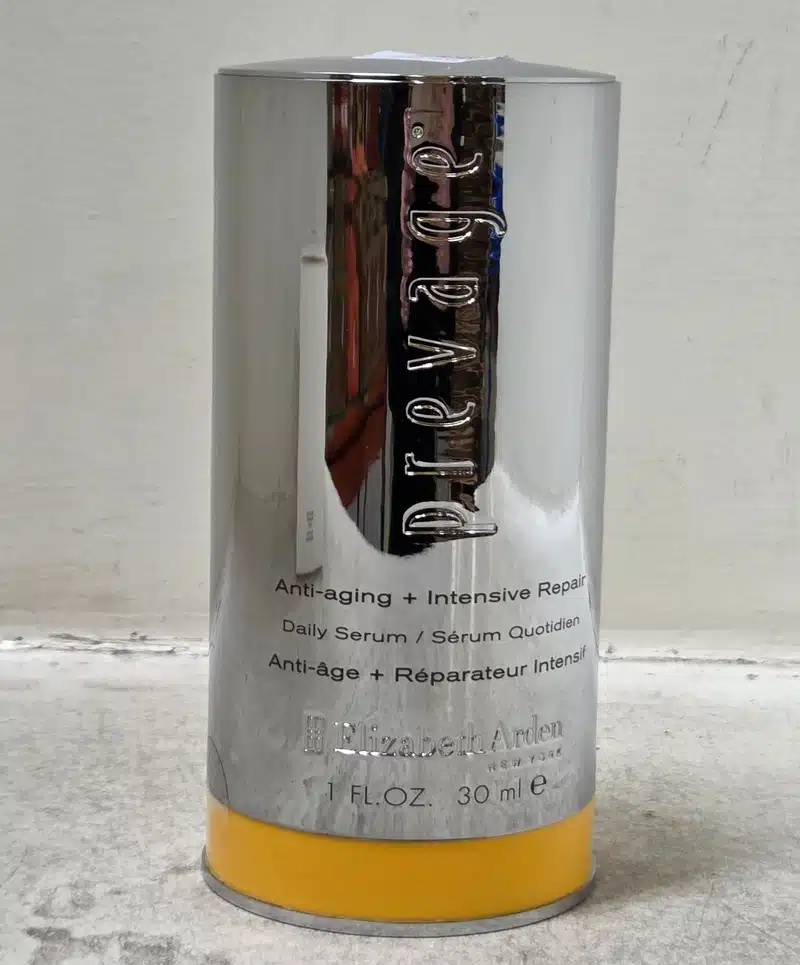 prevage®
Anti-aging + Intensive Repair
Daily Serum / Sérum Quotidien
Anti-âge + Réparateur Intensif
Elizabeth Arden
NEW YORK
1 FL.OZ. 30 ml e